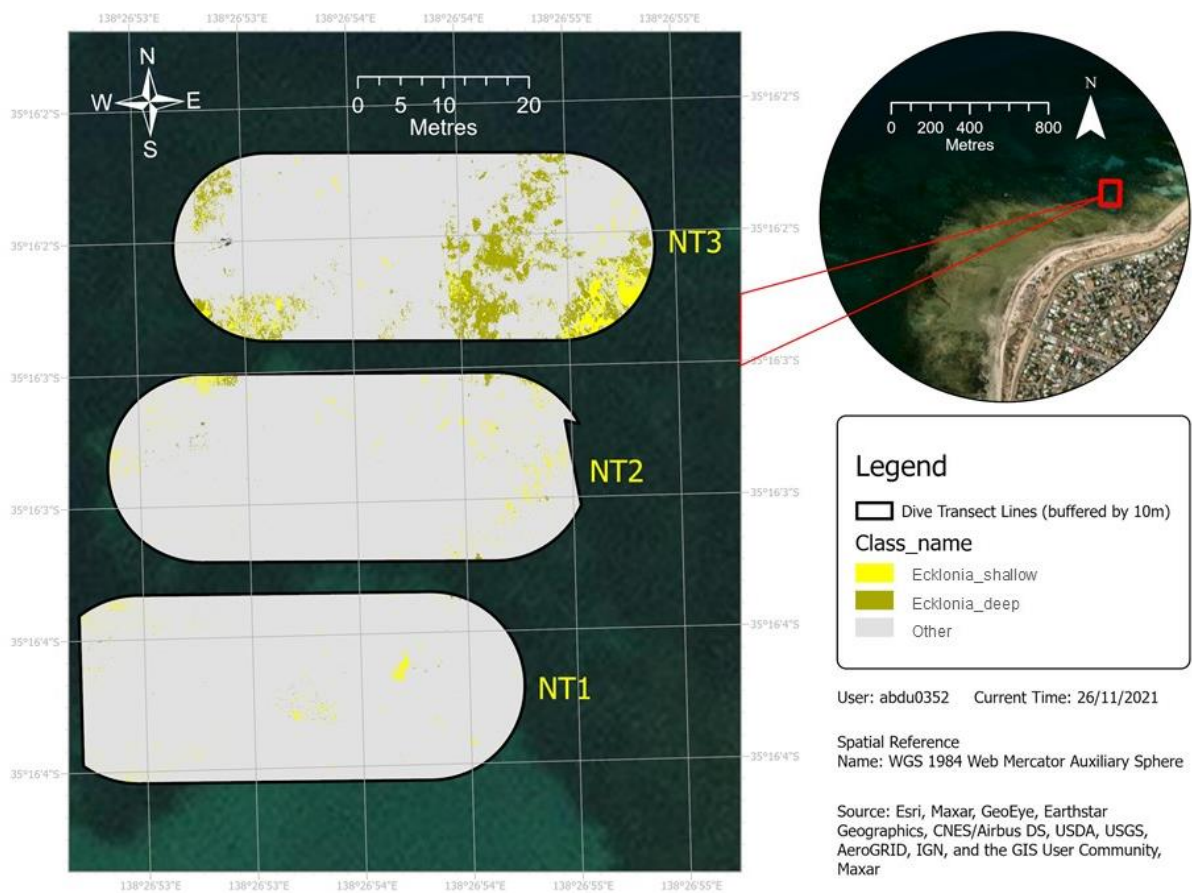 138°26'53"E 138°26'53"E 138°26'54"E 138°26'54"E 138°26'55"E 138°26'55"E
N
W E
S
0 5 10 20
Metres
35°16'2"S 35°16'2"S
NT3
35°16'2"S 35°16'2"S
35°16'3"S 35°16'3"S
NT2
35°16'3"S 35°16'3"S
35°16'4"S 35°16'4"S
NT1
35°16'4"S 35°16'4"S
138°26'53"E 138°26'53"E 138°26'54"E 138°26'54"E 138°26'55"E 138°26'55"E
N
0 200 400 800
Metres
Legend
Dive Transect Lines (buffered by 10m)
Class_name
Ecklonia_shallow
Ecklonia_deep
Other
User: abdu0352 Current Time: 26/11/2021
Spatial Reference
Name: WGS 1984 Web Mercator Auxiliary Sphere
Source: Esri, Maxar, GeoEye, Earthstar
Geographics, CNES/Airbus DS, USDA, USGS,
AeroGRID, IGN, and the GIS User Community,
Maxar